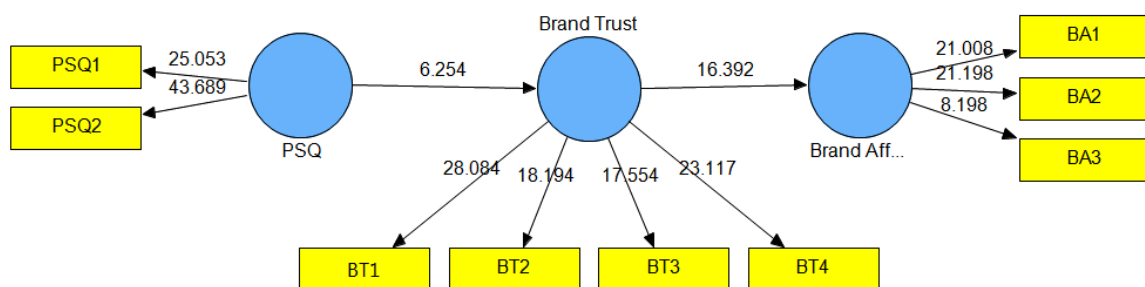 Brand Trust
PSQ1
25.053
43.689
PSQ2
PSQ
6.254
16.392
Brand Aff...
21.008
21.198
8.198
BA1
BA2
BA3
28.084
18.194
17.554
23.117
BT1
BT2
BT3
BT4